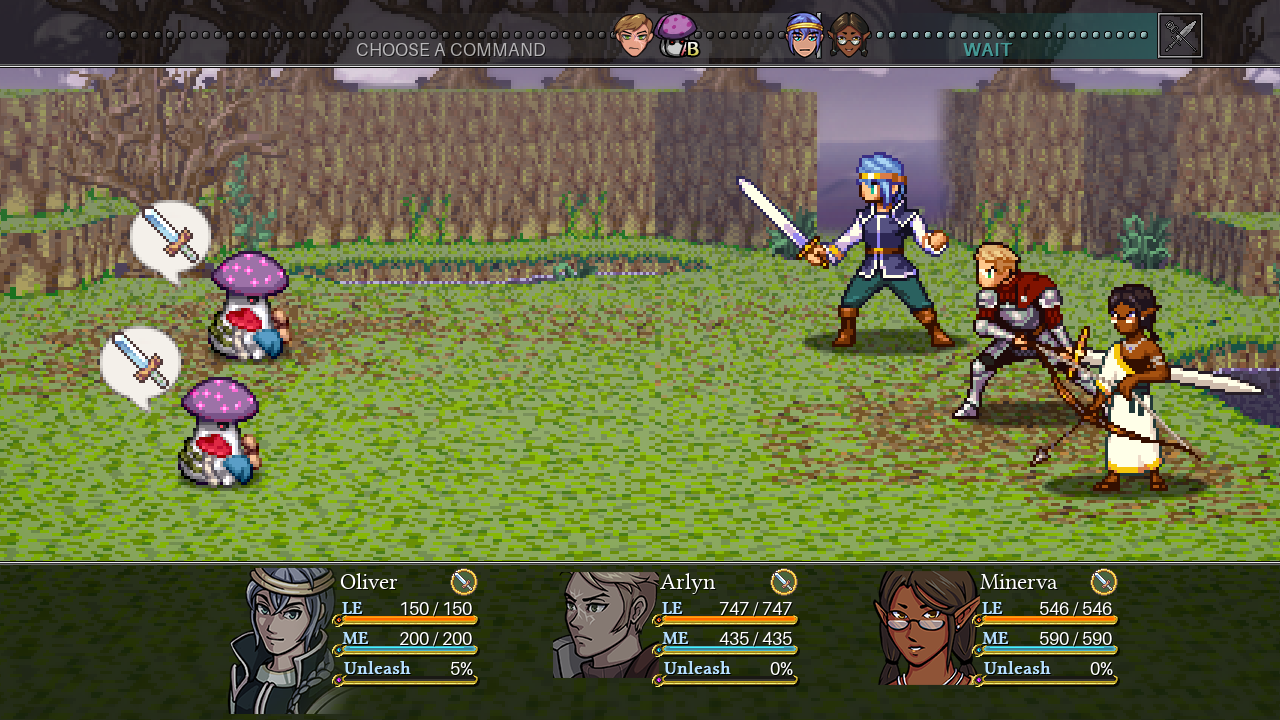 B
CHOOSE A COMMAND WAIT
Oliver Arlyn Minerva
LE 150 / 150 LE 747 / 747 LE 546 / 546
ME 200 / 200 ME 435 / 435 ME 590 / 590
Unleash 5% Unleash 0% Unleash 0%